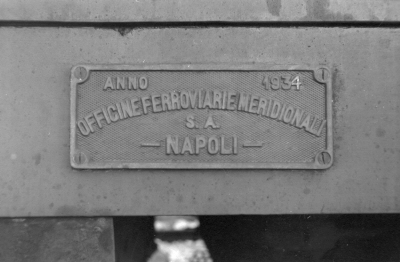 ANNO 1934
OFFICINE FERROVIARIE MERIDIONALI
S. A.
— NAPOLI —